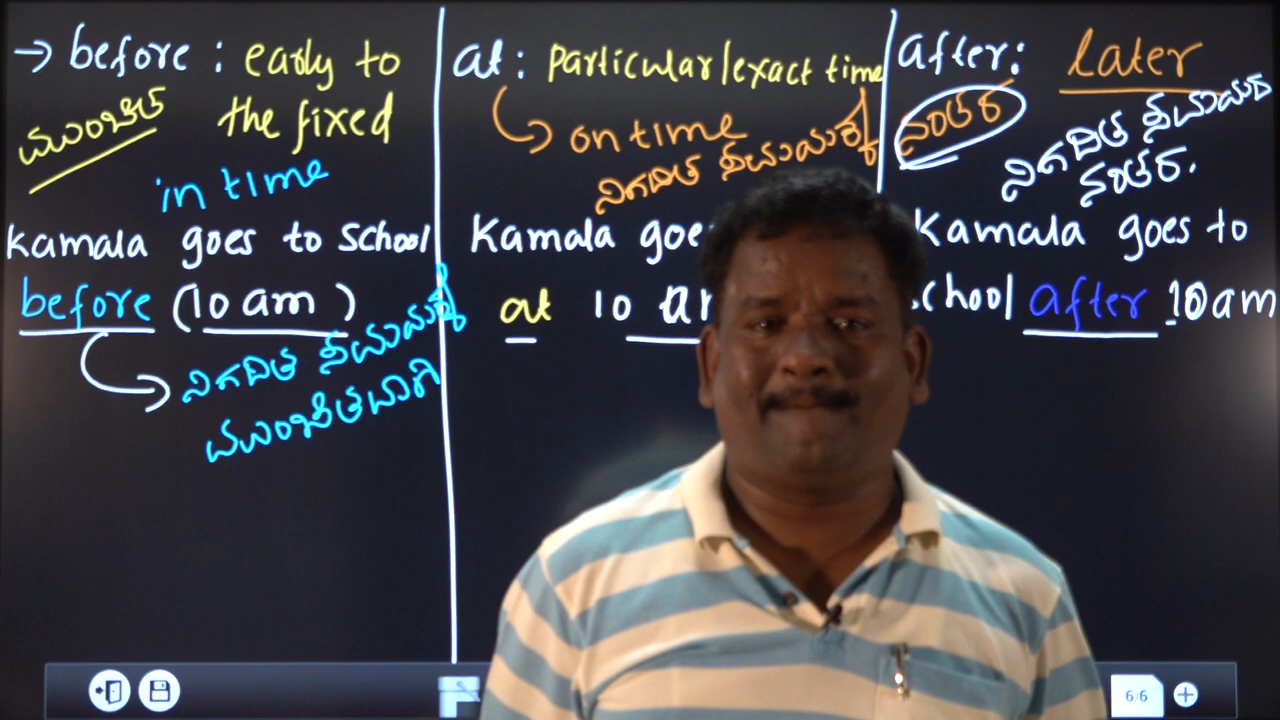 → before : early to
the fixed
ಮುಂಚಿತ
in time
Kamala goes to School
before (10 am)
ನಿಗದಿತ ಸಮಯಕ್ಕೆ
ಮುಂಚಿತವಾಗಿ
at : Particular/exact time
on time
ನಿಗದಿತ ಸಮಯಕ್ಕೆ
Kamala
at 10
after : Later
ನಂತರ
ನಿಗದಿತ ಸಮಯದ
ನಂತರ.
Kamala goes to
School after 10 am
6/6